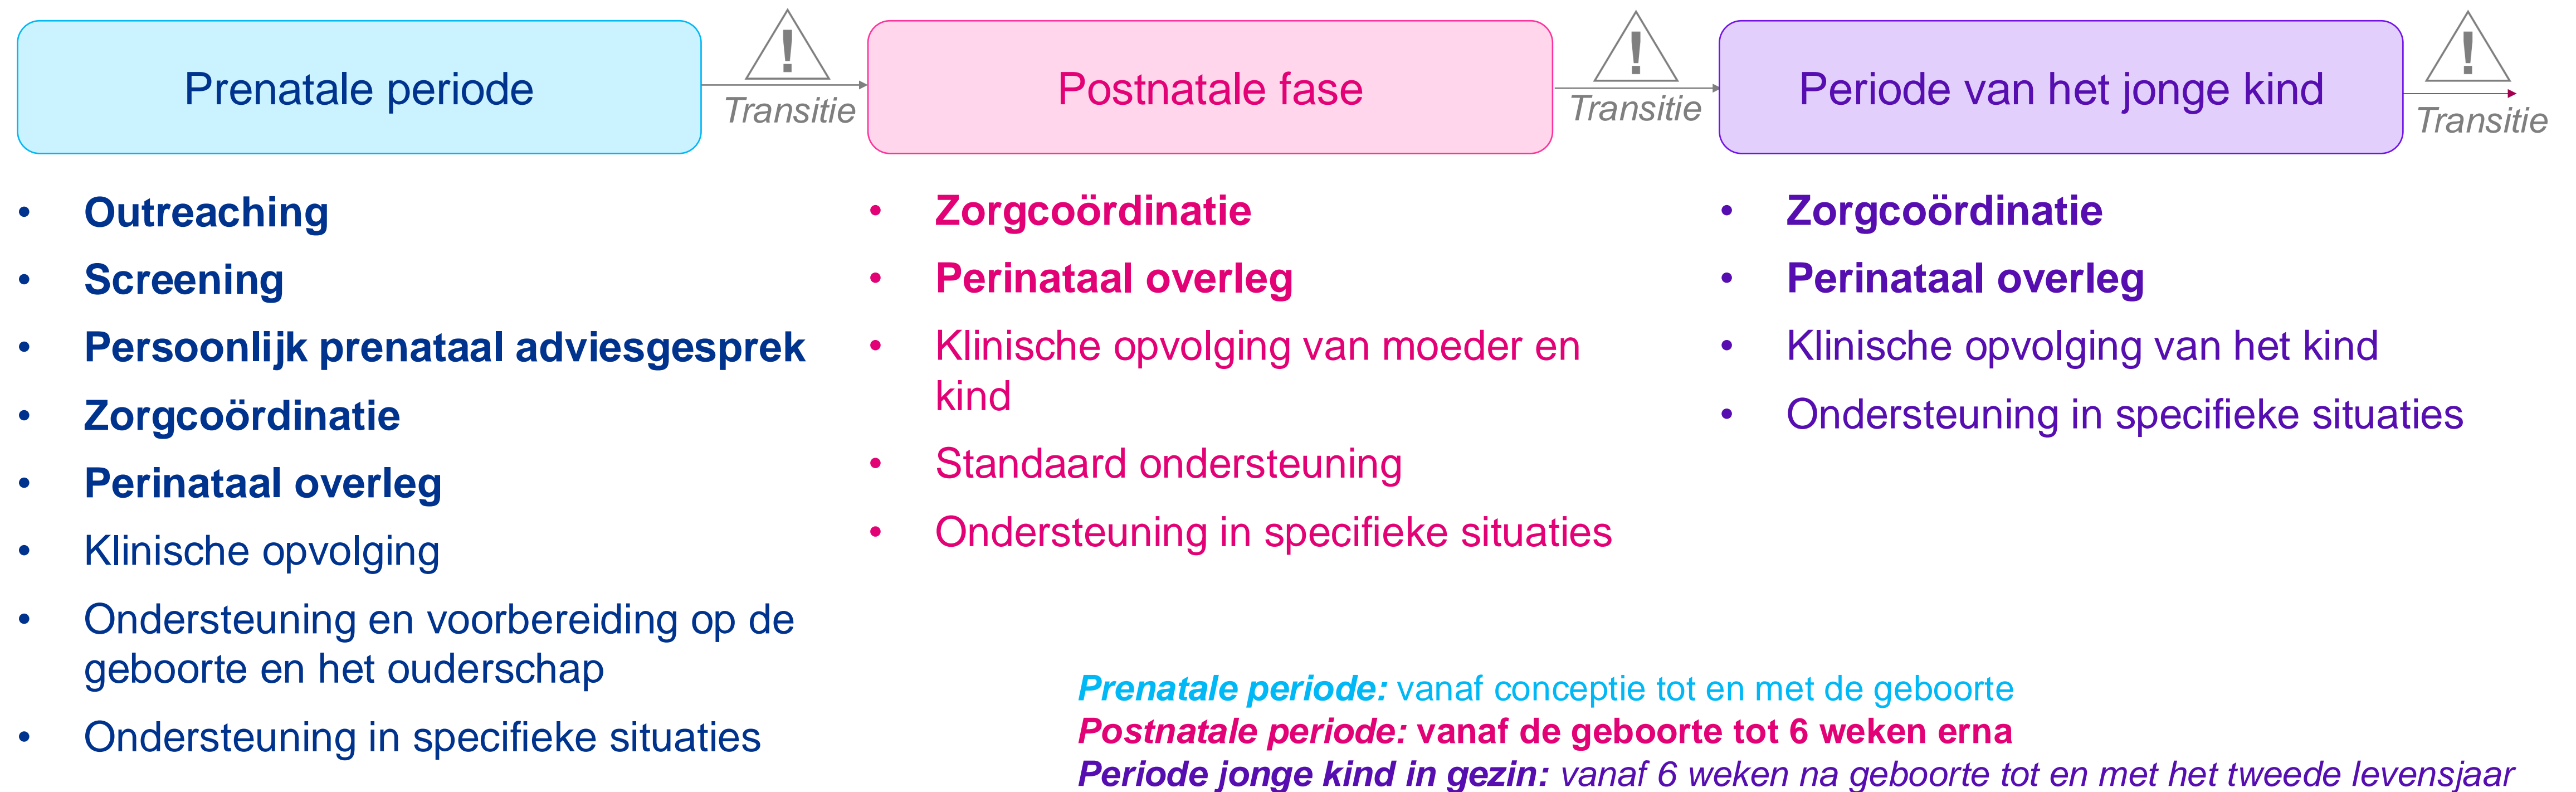 Prenatale periode
!
Transitie
Postnatale fase
!
Transitie
Periode van het jonge kind
!
Transitie
• Outreaching
• Screening
• Persoonlijk prenataal adviesgesprek
• Zorgcoördinatie
• Perinataal overleg
• Klinische opvolging
• Ondersteuning en voorbereiding op de
geboorte en het ouderschap
• Ondersteuning in specifieke situaties
• Zorgcoördinatie
• Perinataal overleg
• Klinische opvolging van moeder en
kind
• Standaard ondersteuning
• Ondersteuning in specifieke situaties
• Zorgcoördinatie
• Perinataal overleg
• Klinische opvolging van het kind
• Ondersteuning in specifieke situaties
Prenatale periode: vanaf conceptie tot en met de geboorte
Postnatale periode: vanaf de geboorte tot 6 weken erna
Periode jonge kind in gezin: vanaf 6 weken na geboorte tot en met het tweede levensjaar